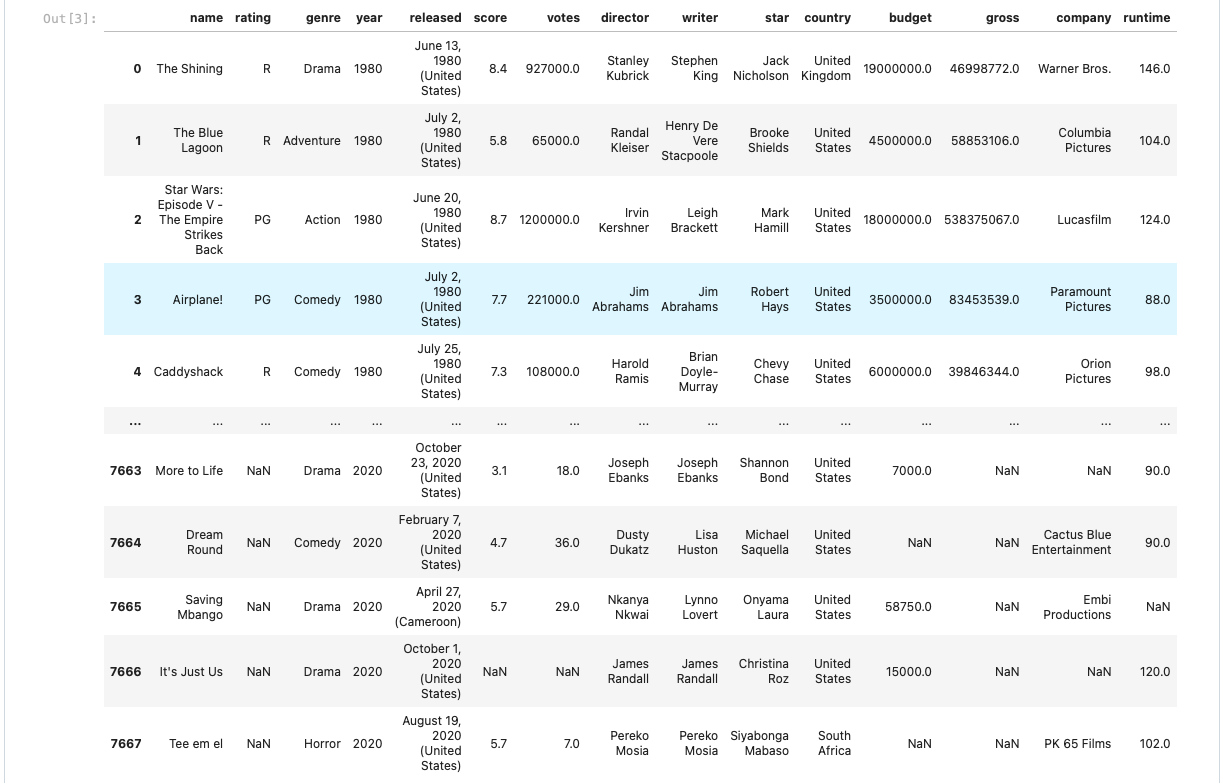 Out[3]: name rating genre year released score votes director writer star country budget gross company runtime
0 The Shining R Drama 1980 June 13, 1980 (United States) 8.4 927000.0 Stanley Kubrick Stephen King Jack Nicholson United Kingdom 19000000.0 46998772.0 Warner Bros. 146.0
1 The Blue Lagoon R Adventure 1980 July 2, 1980 (United States) 5.8 65000.0 Randal Kleiser Henry De Vere Stacpoole Brooke Shields United States 4500000.0 58853106.0 Columbia Pictures 104.0
2 Star Wars: Episode V - The Empire Strikes Back PG Action 1980 June 20, 1980 (United States) 8.7 1200000.0 Irvin Kershner Leigh Brackett Mark Hamill United States 18000000.0 538375067.0 Lucasfilm 124.0
3 Airplane! PG Comedy 1980 July 2, 1980 (United States) 7.7 221000.0 Jim Abrahams Jim Abrahams Robert Hays United States 3500000.0 83453539.0 Paramount Pictures 88.0
4 Caddyshack R Comedy 1980 July 25, 1980 (United States) 7.3 108000.0 Harold Ramis Brian Doyle-Murray Chevy Chase United States 6000000.0 39846344.0 Orion Pictures 98.0
... ... ... ... ... ... ... ... ... ... ... ... ... ... ... ...
7663 More to Life NaN Drama 2020 October 23, 2020 (United States) 3.1 18.0 Joseph Ebanks Joseph Ebanks Shannon Bond United States 7000.0 NaN NaN 90.0
7664 Dream Round NaN Comedy 2020 February 7, 2020 (United States) 4.7 36.0 Dusty Dukatz Lisa Huston Michael Saquella United States NaN NaN Cactus Blue Entertainment 90.0
7665 Saving Mbango NaN Drama 2020 April 27, 2020 (Cameroon) 5.7 29.0 Nkanya Nkwai Lynno Lovert Onyama Laura United States 58750.0 NaN Embi Productions NaN
7666 It's Just Us NaN Drama 2020 October 1, 2020 (United States) NaN NaN James Randall James Randall Christina Roz United States 15000.0 NaN NaN 120.0
7667 Tee em el NaN Horror 2020 August 19, 2020 (United States) 5.7 7.0 Pereko Mosia Pereko Mosia Siyabonga Mabaso South Africa NaN NaN PK 65 Films 102.0